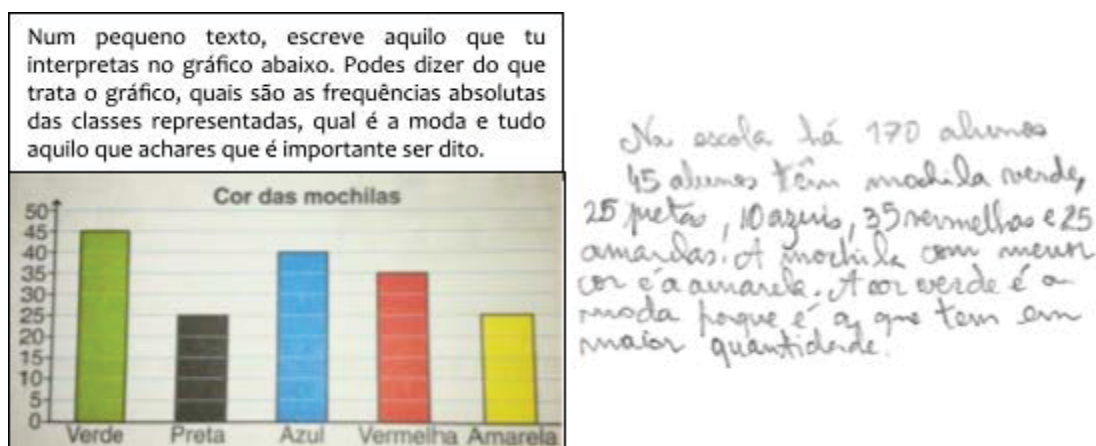 Num pequeno texto, escreve aquilo que tu
interpretas no gráfico abaixo. Podes dizer do que
trata o gráfico, quais são as frequências absolutas
das classes representadas, qual é a moda e tudo
aquilo que achares que é importante ser dito.
Cor das mochilas
50
45
40
35
30
25
20
15
10
5
0
Verde Preta Azul Vermelha Amarela
Na escola há 170 alunos
45 alunos têm mochila verde,
25 pretas, 10 azuis, 35 vermelhas e 25
amarelas. A mochila com menor
cor é a amarela. A cor verde é a
moda porque é a que tem em
maior quantidade.